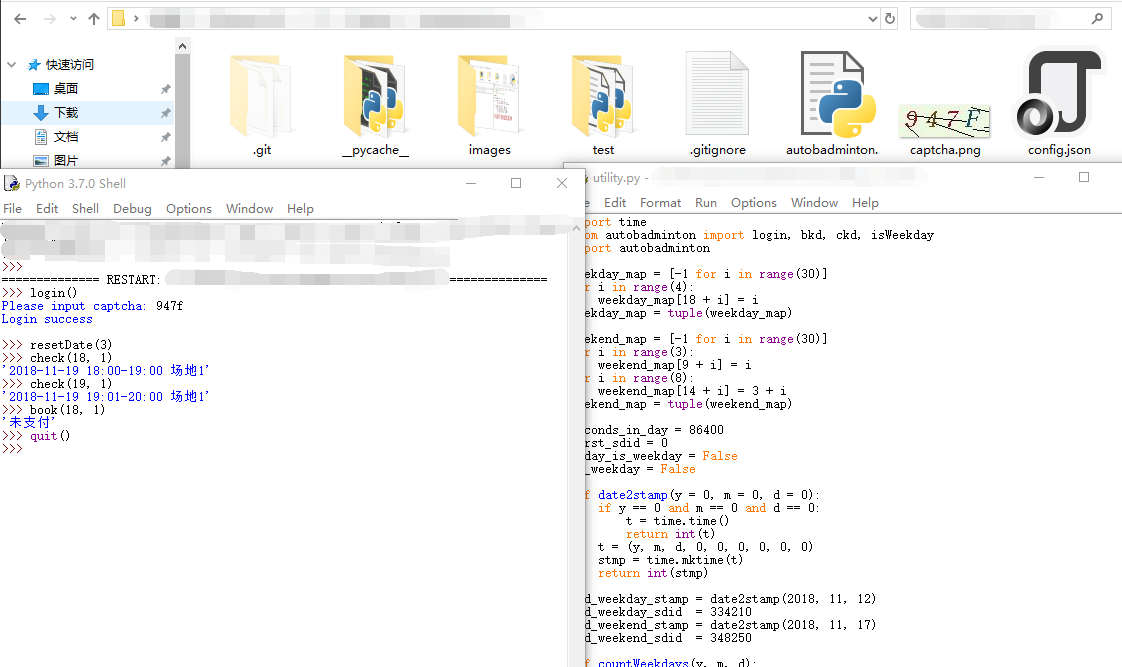 快速访问
桌面
下载
文档
图片
.git
__pycache__
images
test
.gitignore
autobadminton.
947F
captcha.png
config.json
Python 3.7.0 Shell
File Edit Shell Debug Options Window Help
>>>
============== RESTART: ==============
>>> login()
Please input captcha: 947f
Login success
>>> resetDate(3)
>>> check(18, 1)
'2018-11-19 18:00-19:00 场地1'
>>> check(19, 1)
'2018-11-19 19:01-20:00 场地1'
>>> book(18, 1)
'未支付'
>>> quit()
>>>
utility.py -
e Edit Format Run Options Window Help
port time
om autobadminton import login, bkd, ckd, isWeekday
port autobadminton
ekday_map = [-1 for i in range(30)]
r i in range(4):
weekday_map[18 + i] = i
ekday_map = tuple(weekday_map)
ekend_map = [-1 for i in range(30)]
r i in range(3):
weekend_map[9 + i] = i
r i in range(8):
weekend_map[14 + i] = 3 + i
ekend_map = tuple(weekend_map)
conds_in_day = 86400
rst_sdid = 0
day_is_weekday = False
_weekday = False
f date2stamp(y = 0, m = 0, d = 0):
if y == 0 and m == 0 and d == 0:
t = time.time()
return int(t)
t = (y, m, d, 0, 0, 0, 0, 0, 0)
stmp = time.mktime(t)
return int(stmp)
d_weekday_stamp = date2stamp(2018, 11, 12)
d_weekday_sdid = 334210
d_weekend_stamp = date2stamp(2018, 11, 17)
d_weekend_sdid = 348250
f countWeekdays(y, m, d):